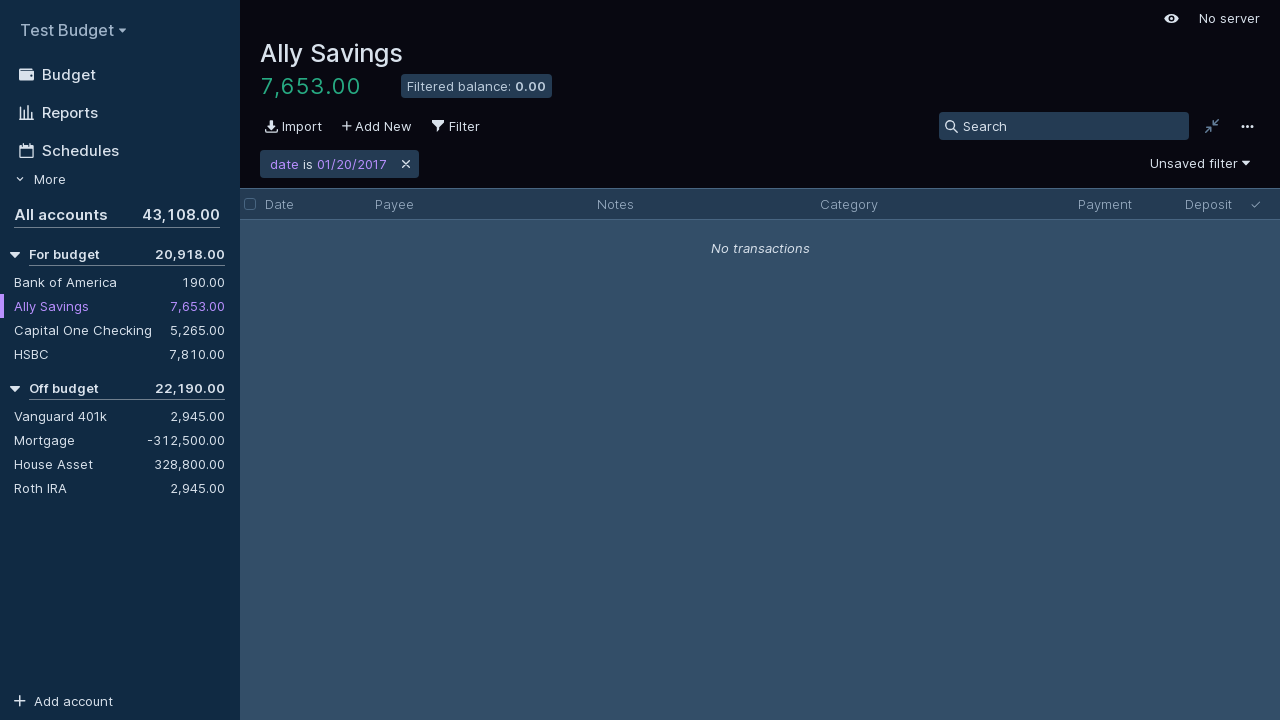 Test Budget
Budget
Reports
Schedules
More
All accounts 43,108.00
For budget 20,918.00
Bank of America 190.00
Ally Savings 7,653.00
Capital One Checking 5,265.00
HSBC 7,810.00
Off budget 22,190.00
Vanguard 401k 2,945.00
Mortgage -312,500.00
House Asset 328,800.00
Roth IRA 2,945.00
Add account
No server
Ally Savings
7,653.00 Filtered balance: 0.00
Import Add New Filter Search
date is 01/20/2017 Unsaved filter
Date Payee Notes Category Payment Deposit
No transactions